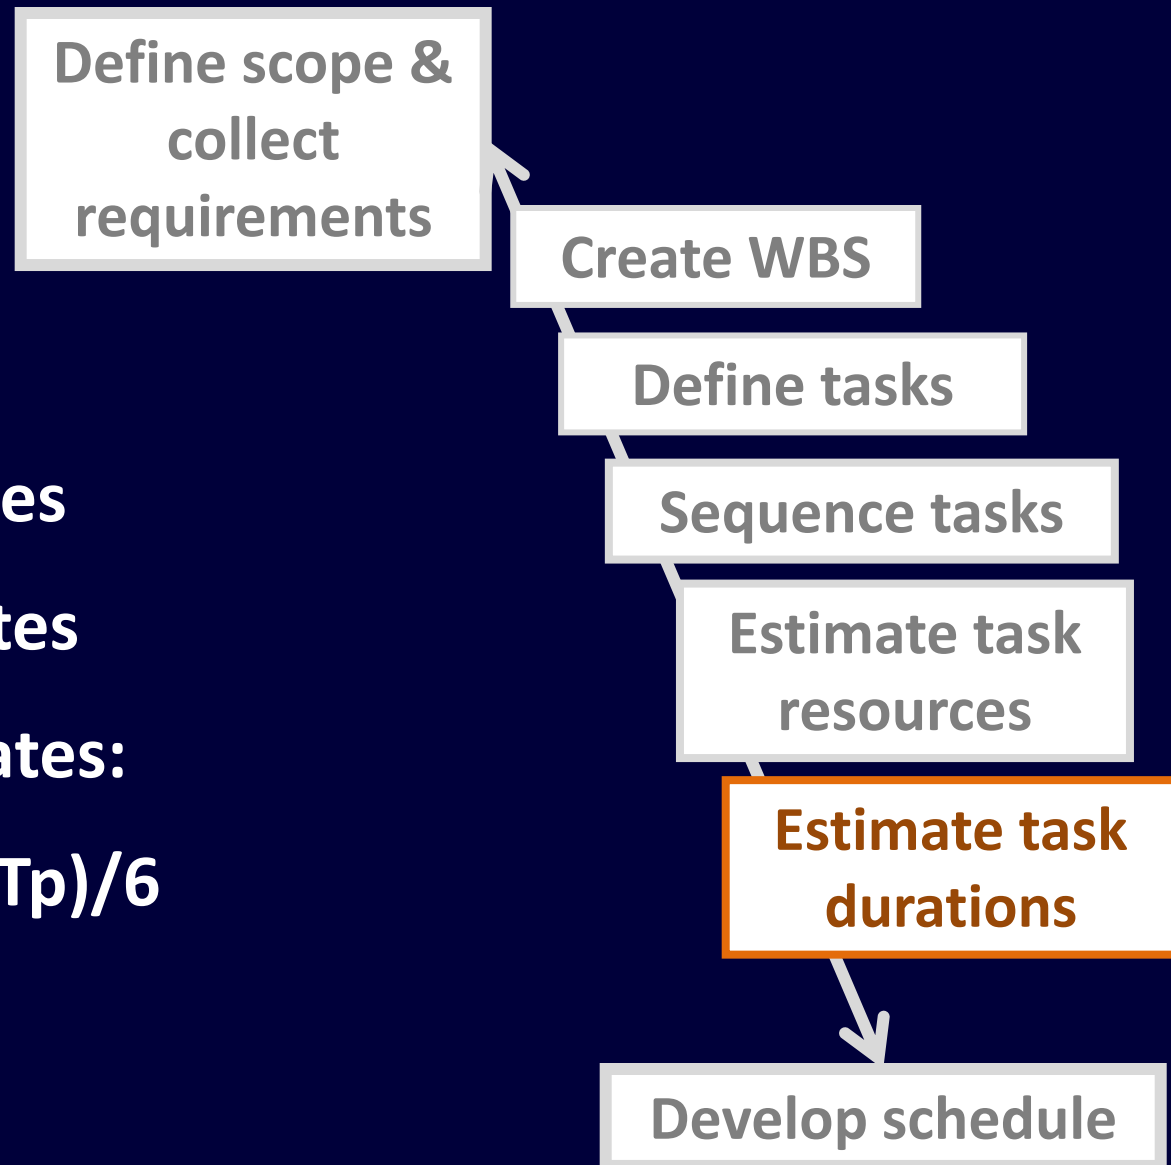 Define scope &
collect
requirements
Create WBS
Define tasks
Sequence tasks
es
Estimate task
resources
tes
ates:
Estimate task
durations
Tp)/6
Develop schedule